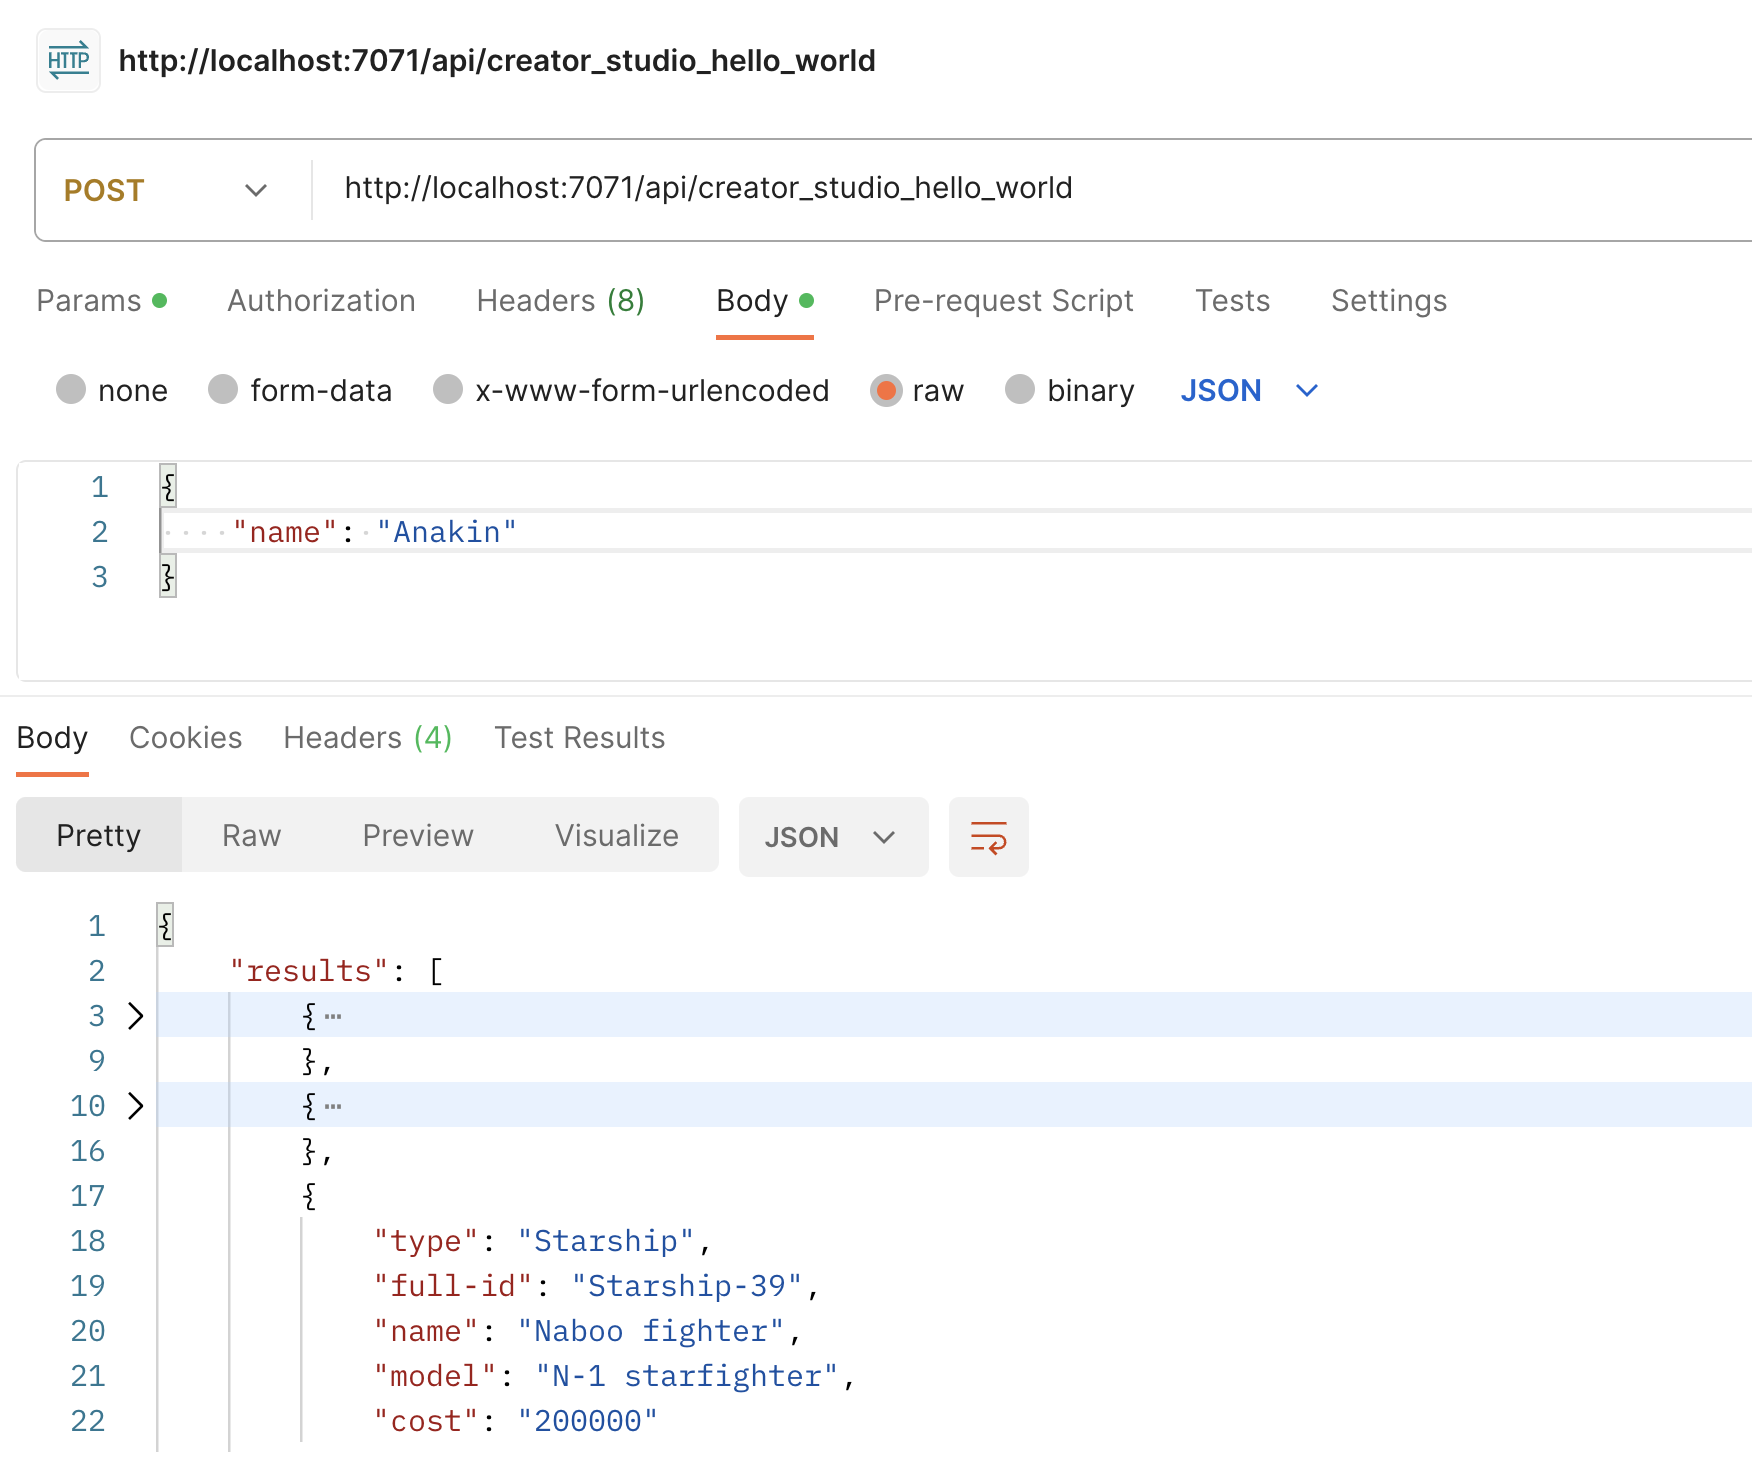 HTTP http://localhost:7071/api/creator_studio_hello_world
POST http://localhost:7071/api/creator_studio_hello_world
Params Authorization Headers (8) Body Pre-request Script Tests Settings
none form-data x-www-form-urlencoded raw binary JSON
1 {
2 ····"name":·"Anakin"
3 }
Body Cookies Headers (4) Test Results
Pretty Raw Preview Visualize JSON
1 {
2 "results": [
3 { ⋯
9 },
10 { ⋯
16 },
17 {
18 "type": "Starship",
19 "full-id": "Starship-39",
20 "name": "Naboo fighter",
21 "model": "N-1 starfighter",
22 "cost": "200000"